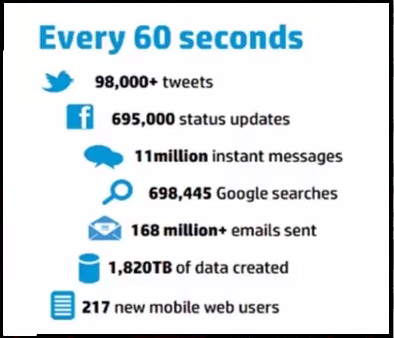 Every 60 seconds
98,000+ tweets
695,000 status updates
11million instant messages
698,445 Google searches
168 million+ emails sent
1,820TB of data created
217 new mobile web users